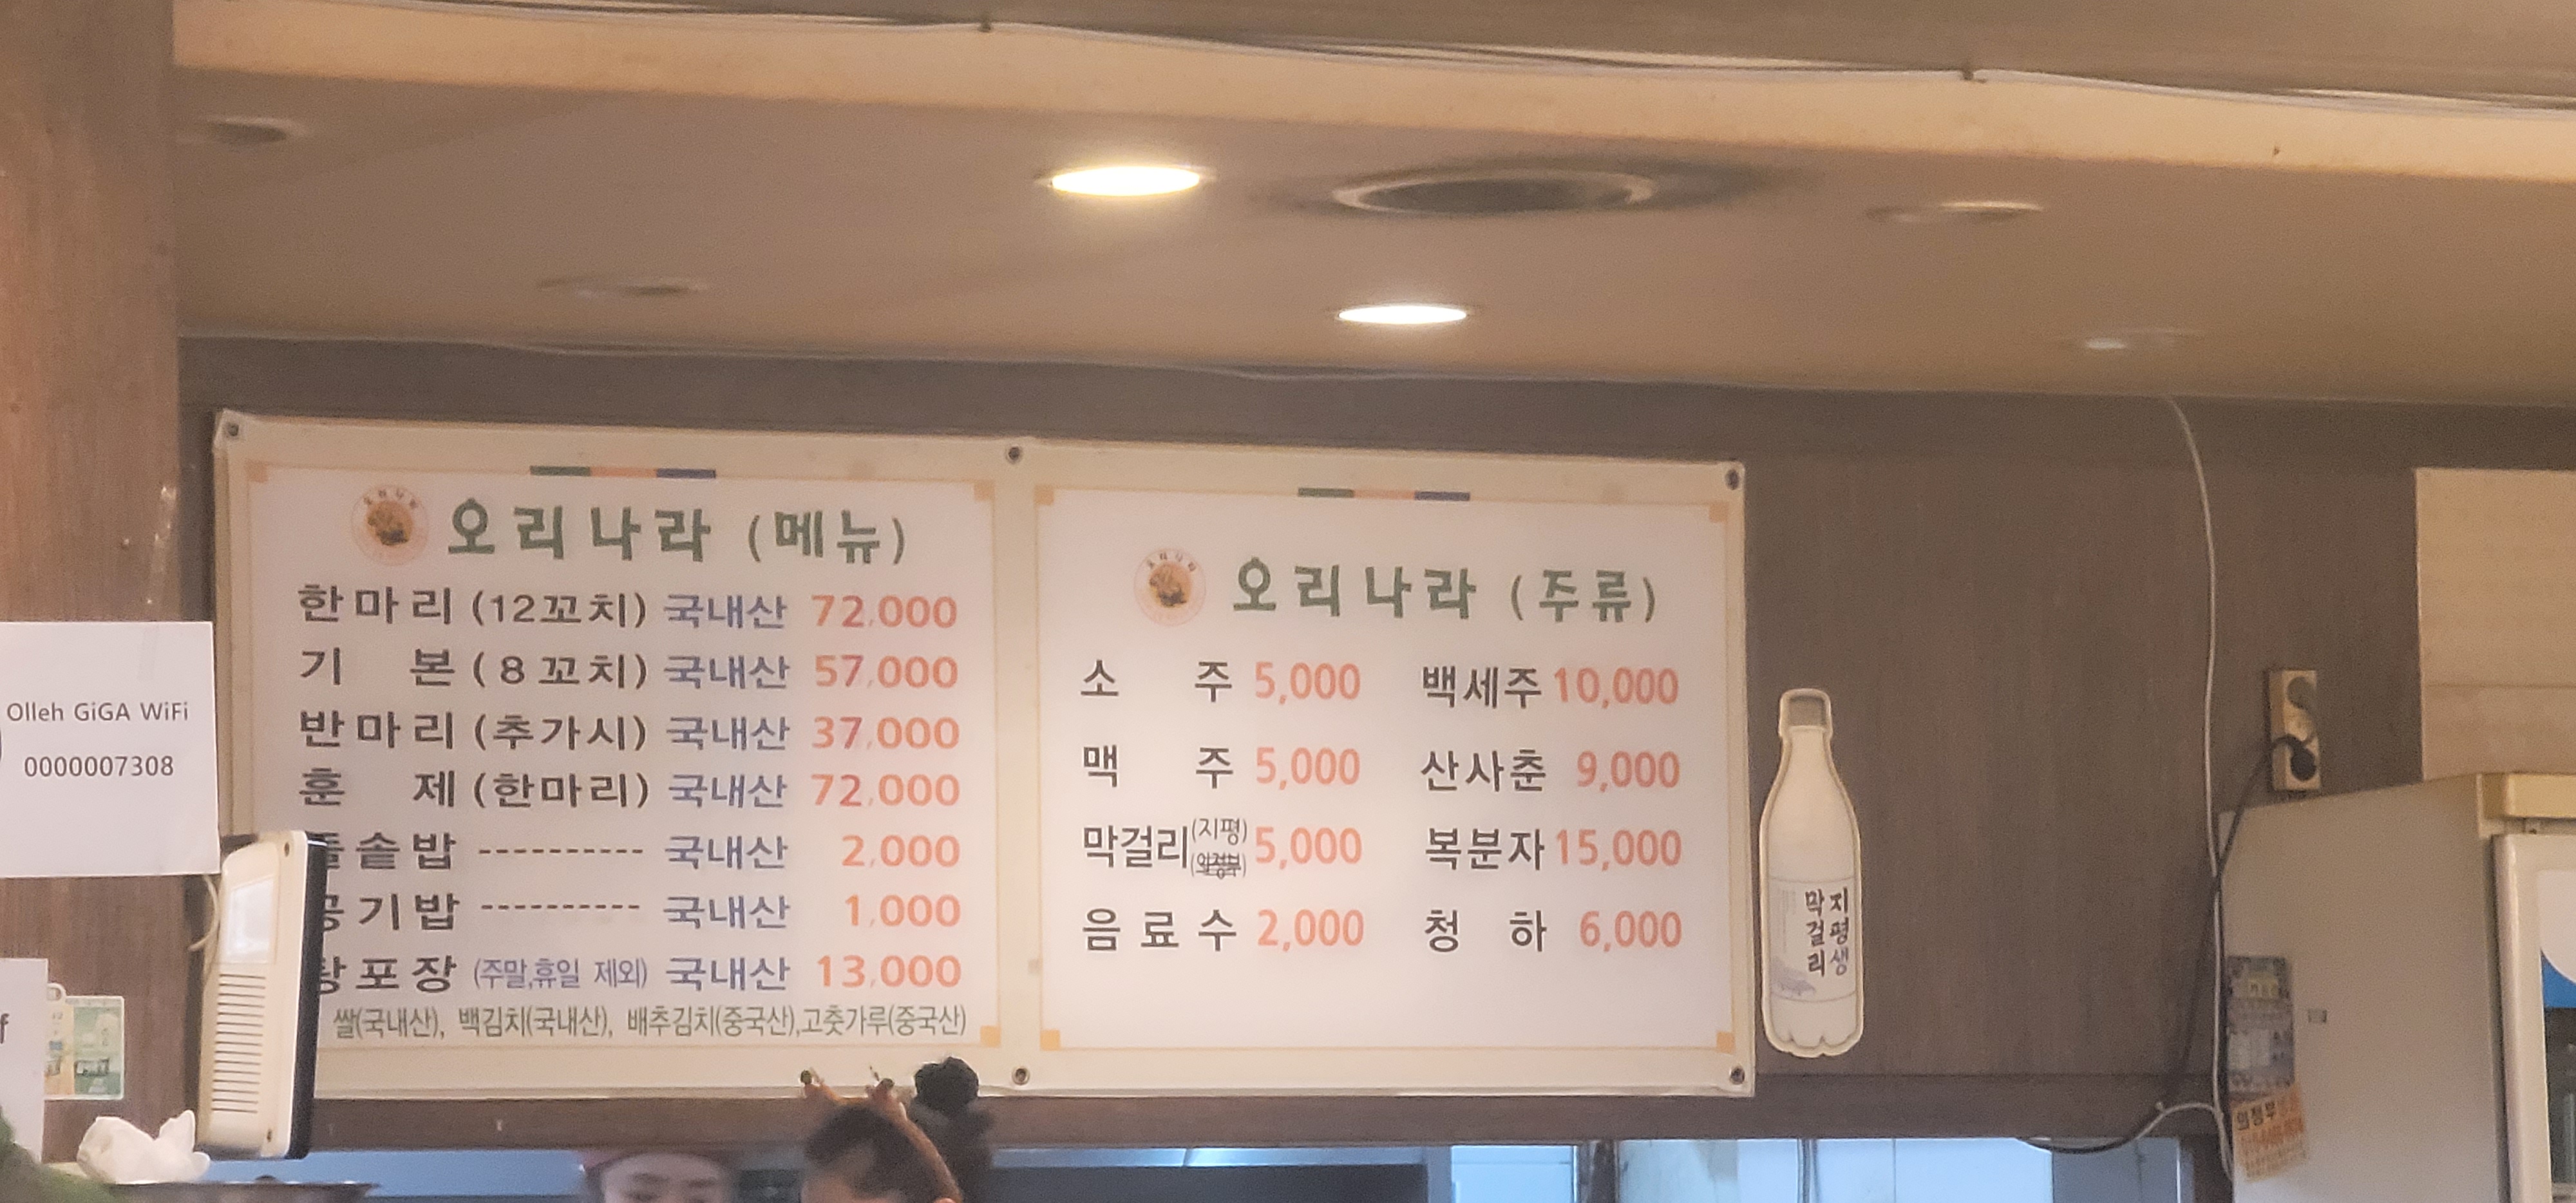 오리나라 (메뉴)
한마리 (12꼬치) 국내산 72,000
기 본 (8꼬치) 국내산 57,000
반마리 (추가시) 국내산 37,000
훈 제 (한마리) 국내산 72,000
돌솥밥 ---------- 국내산 2,000
공기밥 ---------- 국내산 1,000
탕포장 (주말,휴일 제외) 국내산 13,000
쌀(국내산), 백김치(국내산), 배추김치(중국산),고춧가루(중국산)
오리나라 (주류)
소 주 5,000 백세주 10,000
맥 주 5,000 산사춘 9,000
막걸리(지평) 5,000 복분자 15,000
음료수 2,000 청 하 6,000
지평생
막걸리
Olleh GiGA WiFi
0000007308
의정부